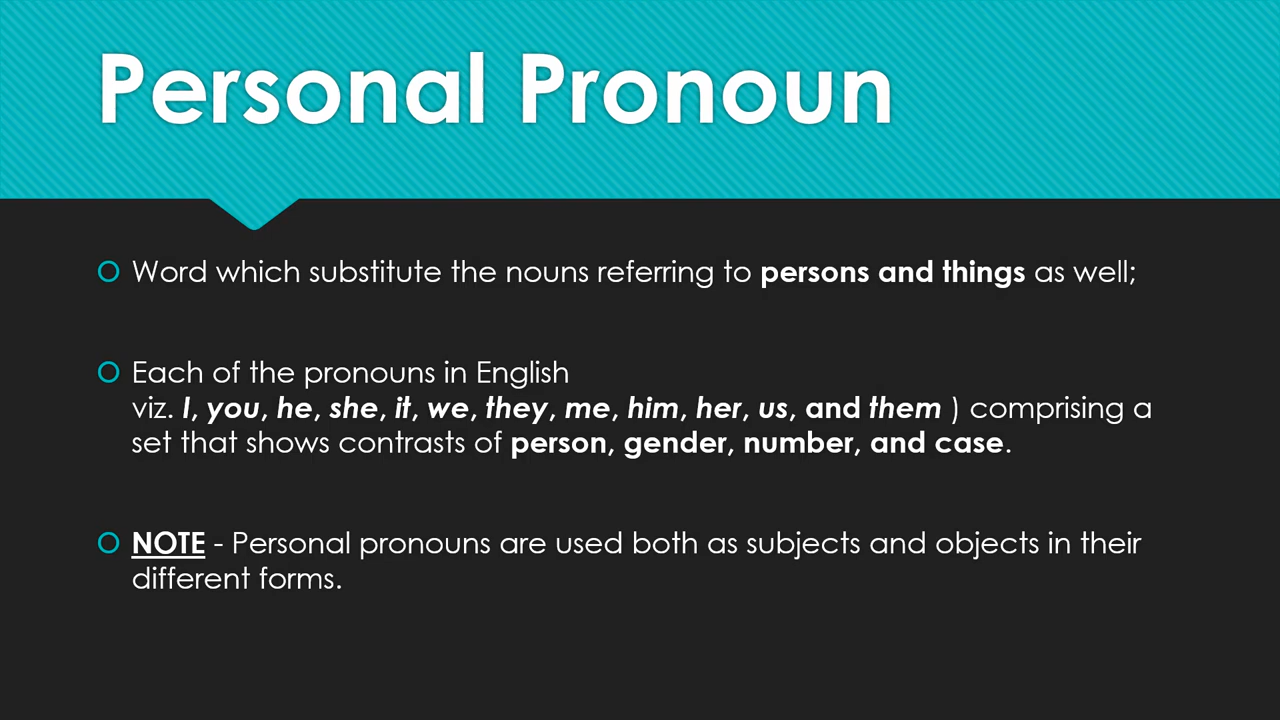 Personal Pronoun
Word which substitute the nouns referring to persons and things as well;
Each of the pronouns in English
viz. I, you, he, she, it, we, they, me, him, her, us, and them ) comprising a
set that shows contrasts of person, gender, number, and case.
NOTE - Personal pronouns are used both as subjects and objects in their
different forms.